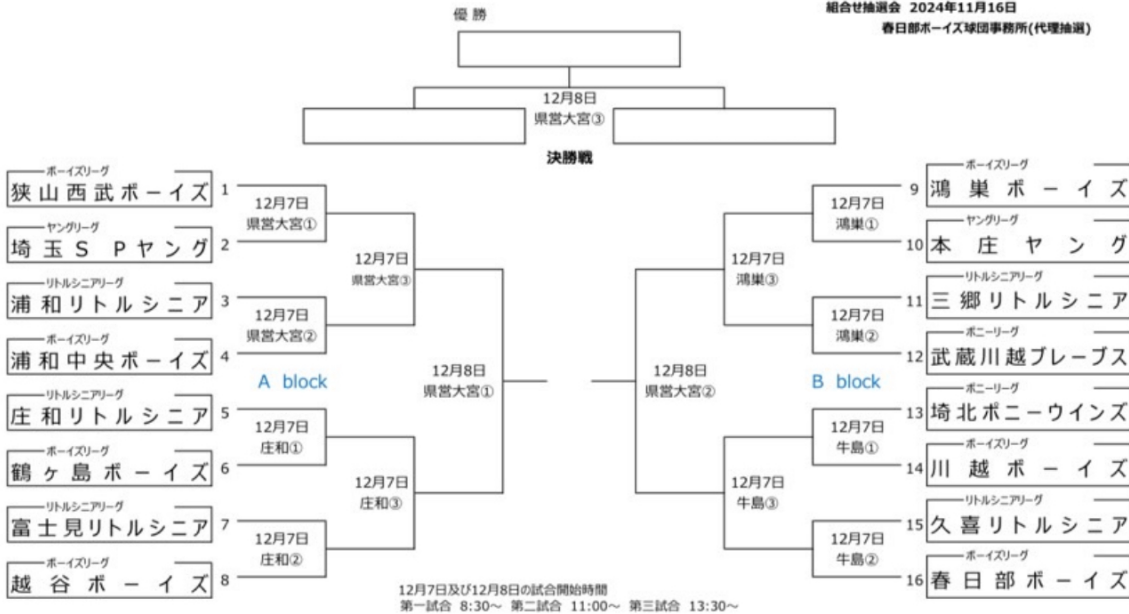 組合せ抽選会 2024年11月16日
春日部ボーイズ球団事務所(代理抽選)
優勝
12月8日
県営大宮③
決勝戦
ボーイズリーグ
狭山西武ボーイズ 1
12月7日
県営大宮①
ヤングリーグ
埼玉SPヤング 2
12月7日
県営大宮③
リトルシニアリーグ
浦和リトルシニア 3
12月7日
県営大宮②
ボーイズリーグ
浦和中央ボーイズ 4
A block
12月8日
県営大宮①
リトルシニアリーグ
庄和リトルシニア 5
12月7日
庄和①
ボーイズリーグ
鶴ヶ島ボーイズ 6
12月7日
庄和③
リトルシニアリーグ
富士見リトルシニア 7
12月7日
庄和②
ボーイズリーグ
越谷ボーイズ 8
ボーイズリーグ
9 鴻巣ボーイズ
12月7日
鴻巣①
ヤングリーグ
10 本庄ヤング
12月7日
鴻巣③
リトルシニアリーグ
11 三郷リトルシニア
12月7日
鴻巣②
ポニーリーグ
12 武蔵川越ブレーブス
12月8日
県営大宮②
B block
ポニーリーグ
13 埼北ポニーウインズ
12月7日
牛島①
ボーイズリーグ
14 川越ボーイズ
12月7日
牛島③
リトルシニアリーグ
15 久喜リトルシニア
12月7日
牛島②
ボーイズリーグ
16 春日部ボーイズ
12月7日及び12月8日の試合開始時間
第一試合 8:30～ 第二試合 11:00～ 第三試合 13:30～